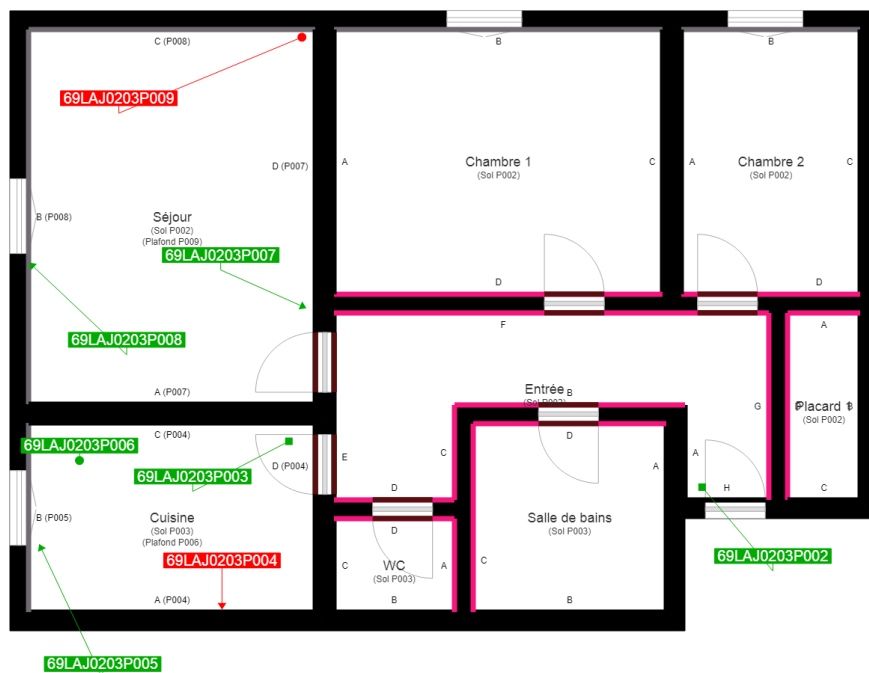 C (P008)
B
B
69LAJ0203P009
D (P007)
A
Chambre 1
(Sol P002)
C
A
Chambre 2
(Sol P002)
C
B (P008)
Séjour
(Sol P002)
(Plafond P009)
69LAJ0203P007
D
D
69LAJ0203P008
F
A
A (P007)
Entrée
B
(Sol P002)
G
Placard 1
B
(Sol P002)
C (P004)
69LAJ0203P006
D (P004)
69LAJ0203P003
E
C
D
A
A
D
H
C
B (P005)
Cuisine
(Sol P003)
(Plafond P006)
69LAJ0203P004
D
Salle de bains
(Sol P003)
WC
(Sol P003)
C
A
C
69LAJ0203P002
A (P004)
B
B
69LAJ0203P005